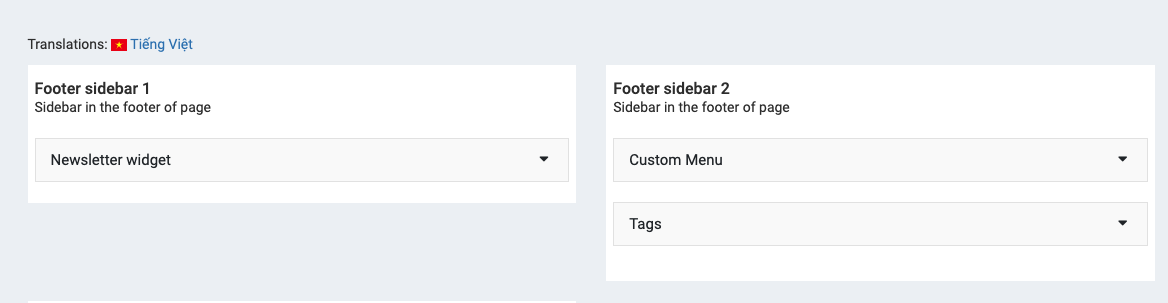 Translations: Tiếng Việt
Footer sidebar 1
Sidebar in the footer of page
Newsletter widget
Footer sidebar 2
Sidebar in the footer of page
Custom Menu
Tags